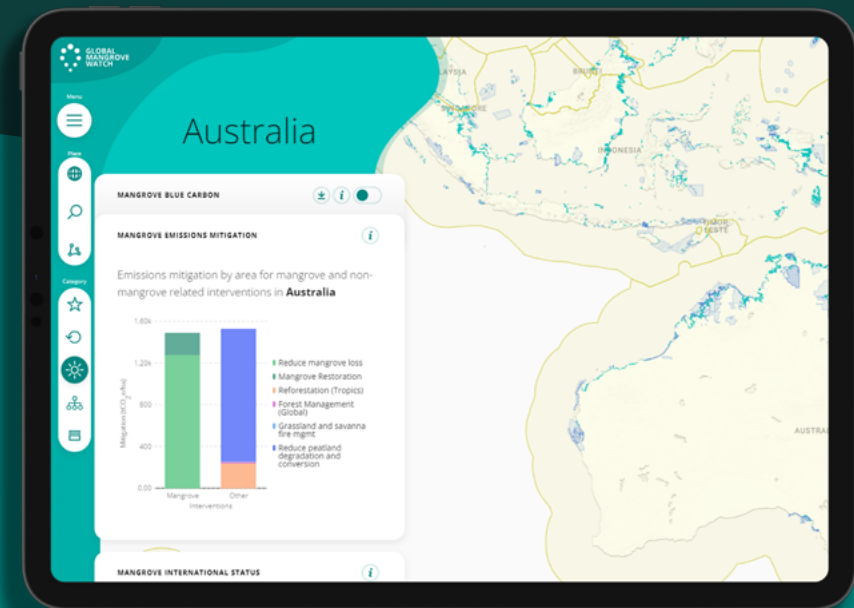 GLOBAL
MANGROVE
WATCH
Menu
Place
Category
Australia
MANGROVE BLUE CARBON
i
MANGROVE EMISSIONS MITIGATION
i
Emissions mitigation by area for mangrove and non-
mangrove related interventions in Australia
1.60k
1.20k
800
400
0.00
Mitigation (tCO2e/ha)
Mangrove
Other
Interventions
Reduce mangrove loss
Mangrove Restoration
Reforestation (Tropics)
Forest Management
(Global)
Grassland and savanna
fire mgmt
Reduce peatland
degradation and
conversion
MANGROVE INTERNATIONAL STATUS
i
BRUNEI
INDONESIA